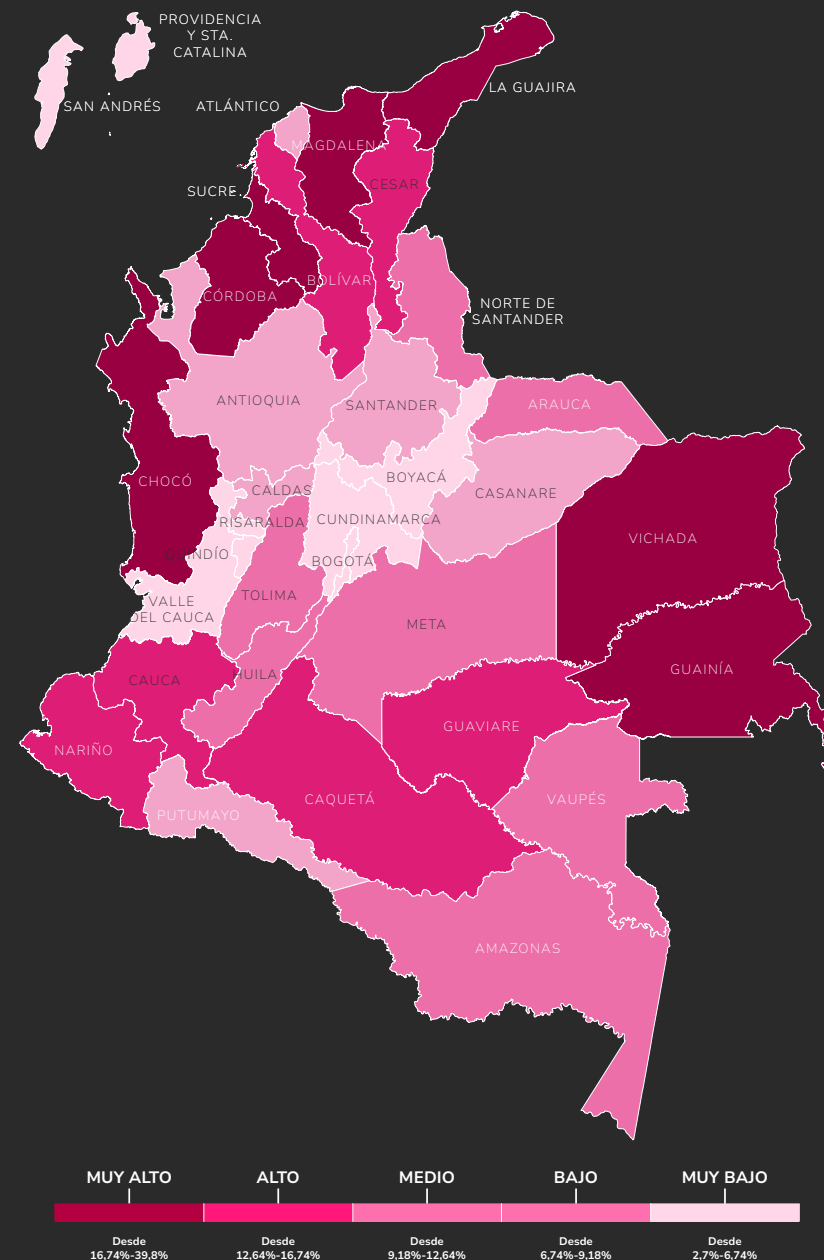 PROVIDENCIA
Y STA.
CATALINA
SAN ANDRÉS
ATLÁNTICO
LA GUAJIRA
MAGDALENA
CESAR
SUCRE
BOLÍVAR
CÓRDOBA
NORTE DE
SANTANDER
ANTIOQUIA
SANTANDER
ARAUCA
CHOCÓ
BOYACÁ
CALDAS
CASANARE
RISARALDA
CUNDINAMARCA
VICHADA
QUINDÍO
BOGOTÁ
TOLIMA
VALLE
DEL CAUCA
META
GUAINÍA
HUILA
CAUCA
GUAVIARE
NARIÑO
CAQUETÁ
VAUPÉS
PUTUMAYO
AMAZONAS
MUY ALTO
ALTO
MEDIO
BAJO
MUY BAJO
Desde
16,74%-39,8%
Desde
12,64%-16,74%
Desde
9,18%-12,64%
Desde
6,74%-9,18%
Desde
2,7%-6,74%